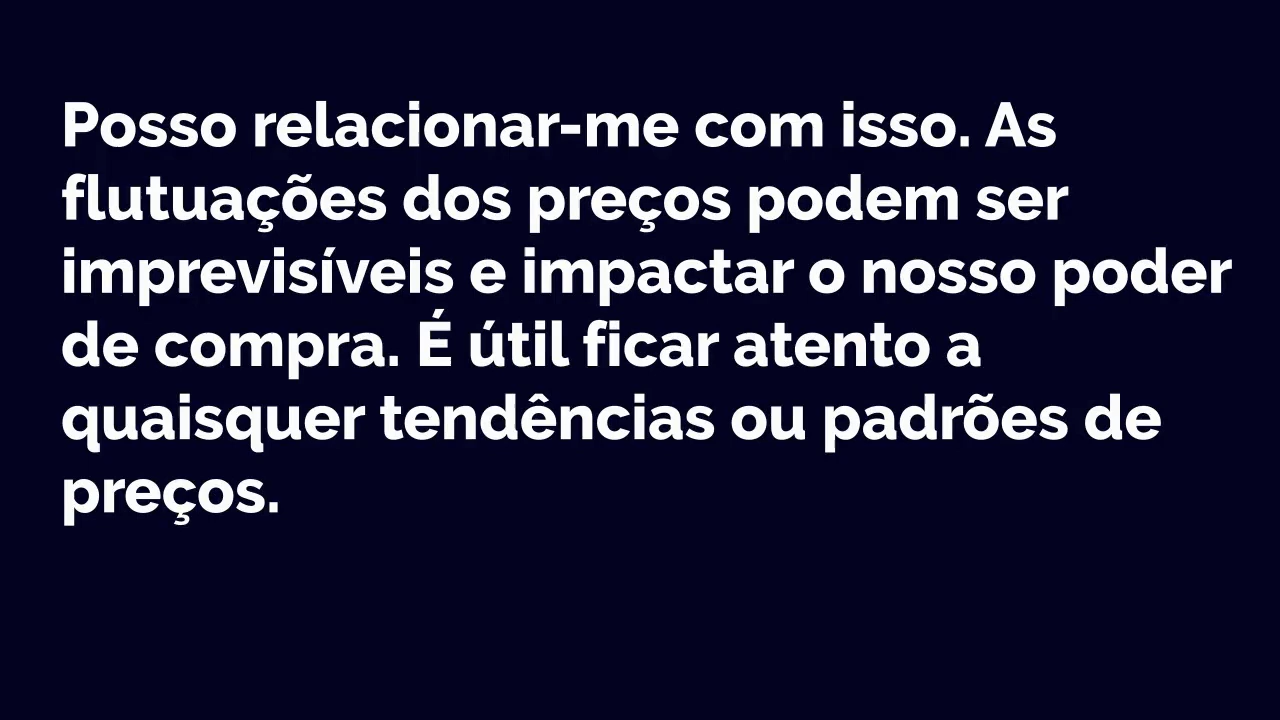 Posso relacionar-me com isso. As
flutuações dos preços podem ser
imprevisíveis e impactar o nosso poder
de compra. É útil ficar atento a
quaisquer tendências ou padrões de
preços.